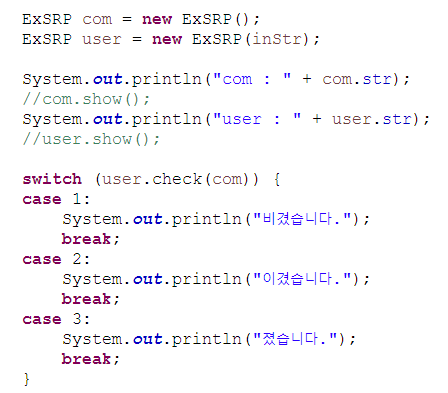 ExSRP com = new ExSRP();
ExSRP user = new ExSRP(inStr);
System.out.println("com : " + com.str);
//com.show();
System.out.println("user : " + user.str);
//user.show();
switch (user.check(com)) {
case 1:
System.out.println("비겼습니다.");
break;
case 2:
System.out.println("이겼습니다.");
break;
case 3:
System.out.println("졌습니다.");
break;
}